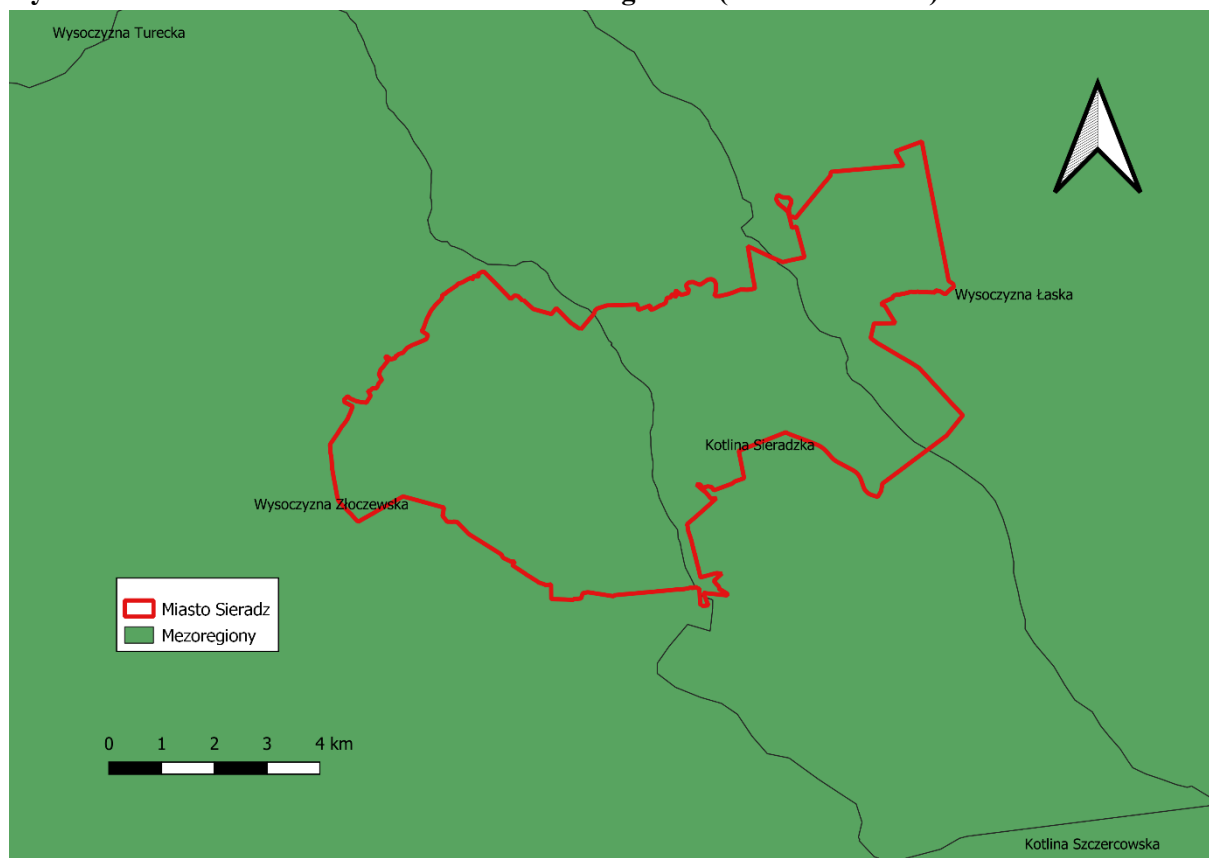 Wysoczyzna Turecka
Wysoczyzna Łaska
Kotlina Sieradzka
Wysoczyzna Złoczewska
Miasto Sieradz
Mezoregiony
0 1 2 3 4 km
Kotlina Szczercowska